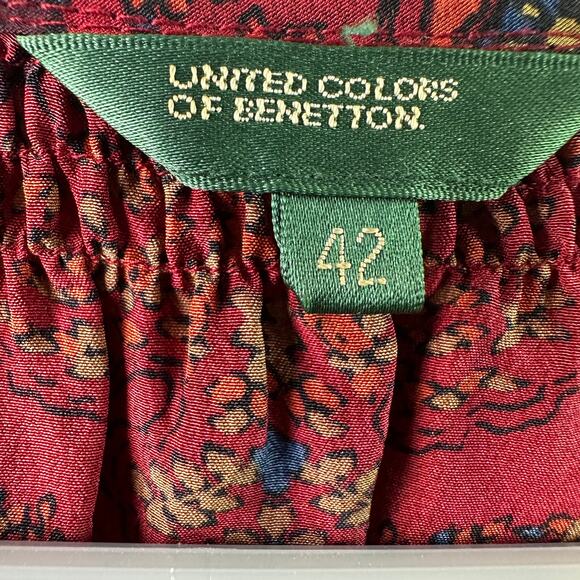 UNITED COLORS
OF BENETTON.
42